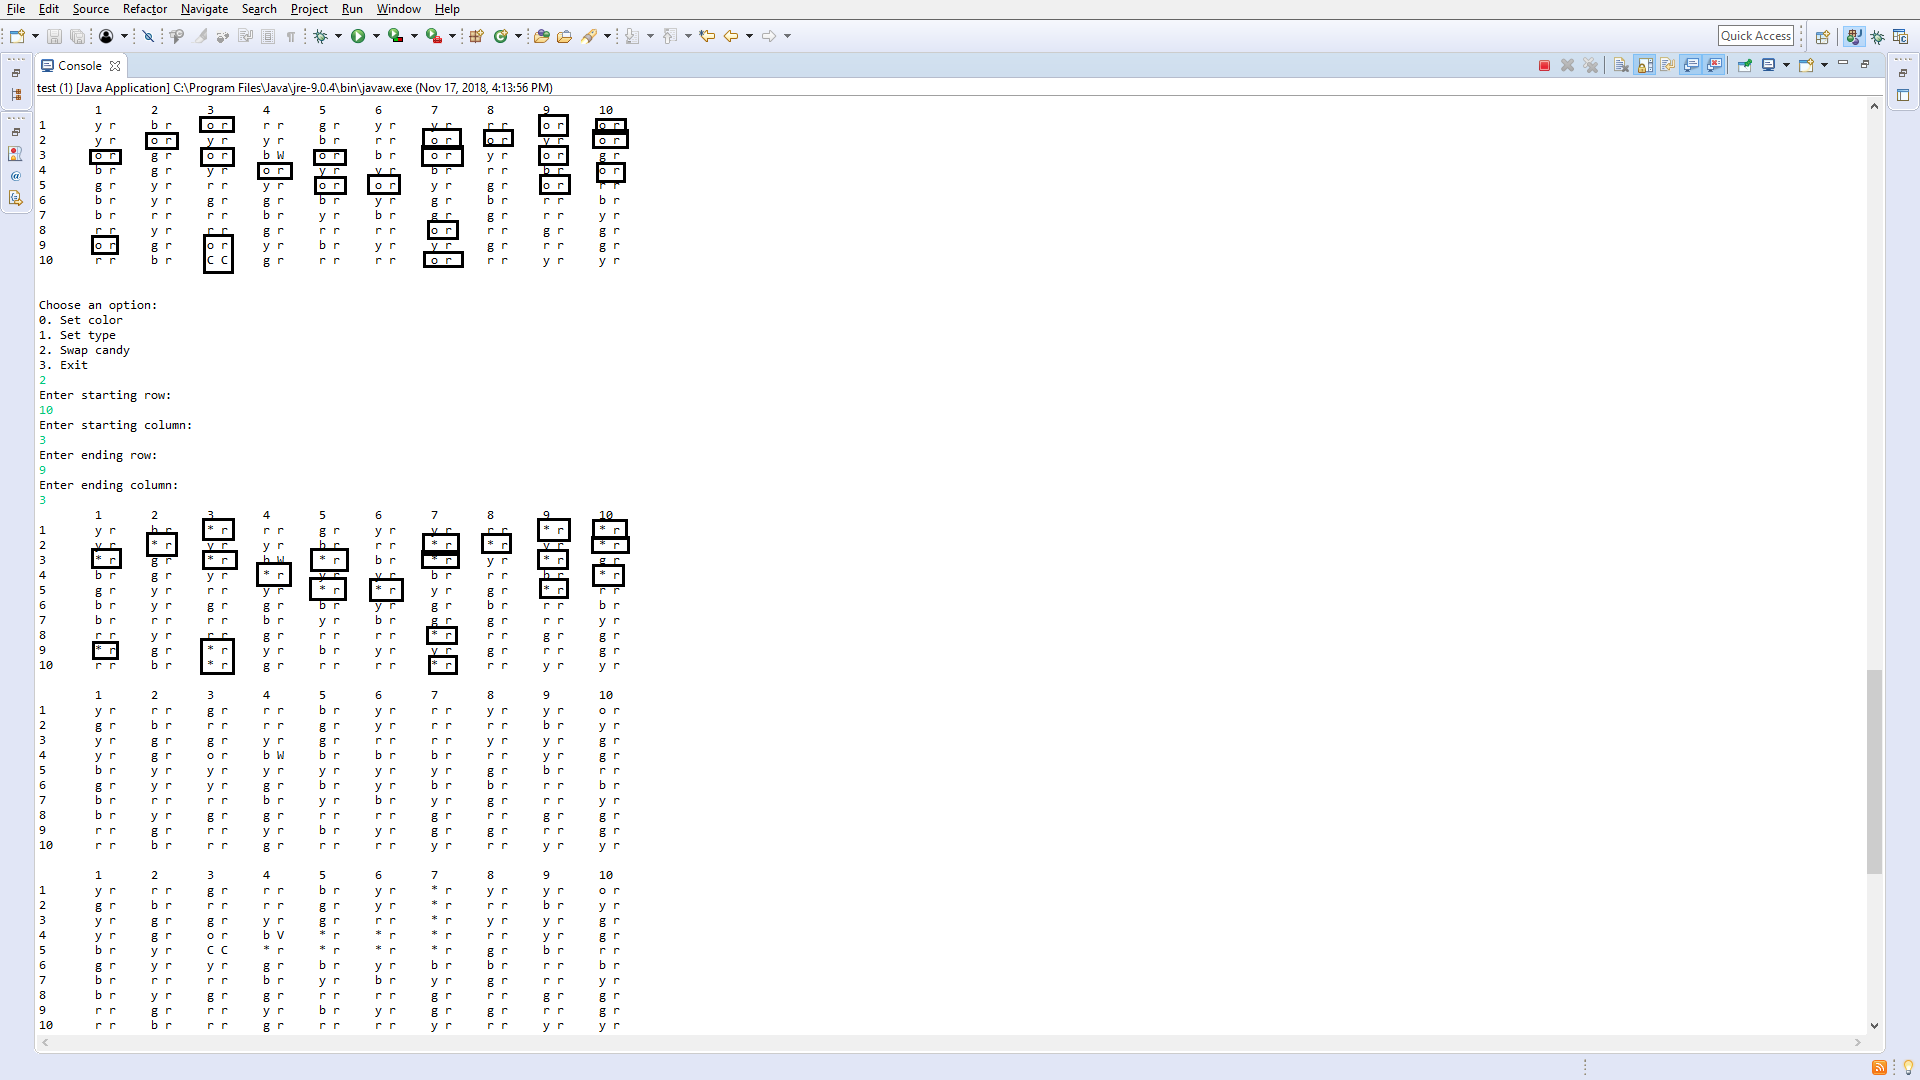 File Edit Source Refactor Navigate Search Project Run Window Help
Quick Access
Console
test (1) [Java Application] C:\Program Files\Java\jre-9.0.4\bin\javaw.exe (Nov 17, 2018, 4:13:56 PM)
1 2 3 4 5 6 7 8 9 10
1 y r b r o r r r g r y r y r r r o r o r
2 y r o r y r y r b r r r o r o r y r o r
3 o r g r o r b W o r b r o r y r o r g r
4 b r g r y r o r y r y r b r r r b r o r
5 g r y r r r y r o r o r y r g r o r r r
6 b r y r g r g r b r y r b r b r r r b r
7 b r r r r r b r y r b r g r g r r r y r
8 r r y r r r g r r r r r o r r r g r g r
9 o r g r o r y r b r y r y r g r r r g r
10 r r b r C C g r r r r r o r r r y r y r
Choose an option:
0. Set color
1. Set type
2. Swap candy
3. Exit
2
Enter starting row:
10
Enter starting column:
3
Enter ending row:
9
Enter ending column:
3
1 2 3 4 5 6 7 8 9 10
1 y r b r * r r r g r y r y r r r * r * r
2 y r * r y r y r b r r r * r * r y r * r
3 * r g r * r b W * r b r * r y r * r g r
4 b r g r y r * r y r y r b r r r b r * r
5 g r y r r r y r * r * r y r g r * r r r
6 b r y r g r g r b r y r b r b r r r b r
7 b r r r r r b r y r b r g r g r r r y r
8 r r y r r r g r r r r r * r r r g r g r
9 * r g r * r y r b r y r y r g r r r g r
10 r r b r * r g r r r r r * r r r y r y r
1 2 3 4 5 6 7 8 9 10
1 y r r r g r r r b r y r r r y r y r o r
2 g r b r r r r r g r y r r r r r b r y r
3 y r g r g r y r g r r r r r y r y r g r
4 y r g r o r b W b r r r b r r r y r g r
5 b r y r y r y r y r y r y r g r b r r r
6 g r y r y r g r b r y r b r b r r r b r
7 b r r r r r b r y r b r y r g r r r y r
8 b r y r g r g r r r r r g r r r g r g r
9 r r g r r r y r b r y r g r g r r r g r
10 r r b r r r g r r r r r y r r r y r y r
1 2 3 4 5 6 7 8 9 10
1 y r r r g r r r b r y r * r y r y r o r
2 g r b r r r r r g r y r * r r r b r y r
3 y r g r g r y r g r r r * r y r y r g r
4 y r g r o r b V * r * r * r r r y r g r
5 b r y r C C * r * r * r * r g r b r r r
6 g r y r y r g r b r y r b r b r r r b r
7 b r r r r r b r y r b r y r g r r r y r
8 b r y r g r g r r r r r g r r r g r g r
9 r r g r r r y r b r y r g r g r r r g r
10 r r b r r r g r r r r r y r r r y r y r